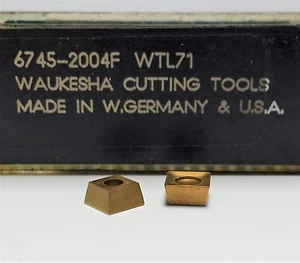 6745-2004F WTL71
WAUKESHA CUTTING TOOLS
MADE IN W.GERMANY & U.S.A.